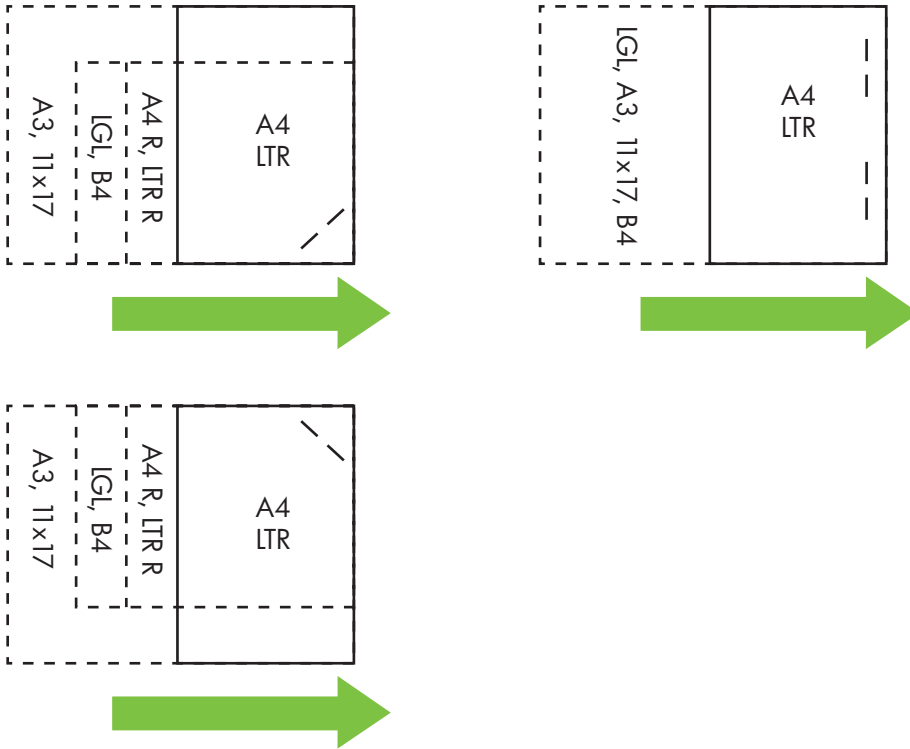 A3, 11x17
LGL, B4
A4 R, LTR R
A4
LTR
LGL, A3, 11x17, B4
A4
LTR
A3, 11x17
LGL, B4
A4 R, LTR R
A4
LTR